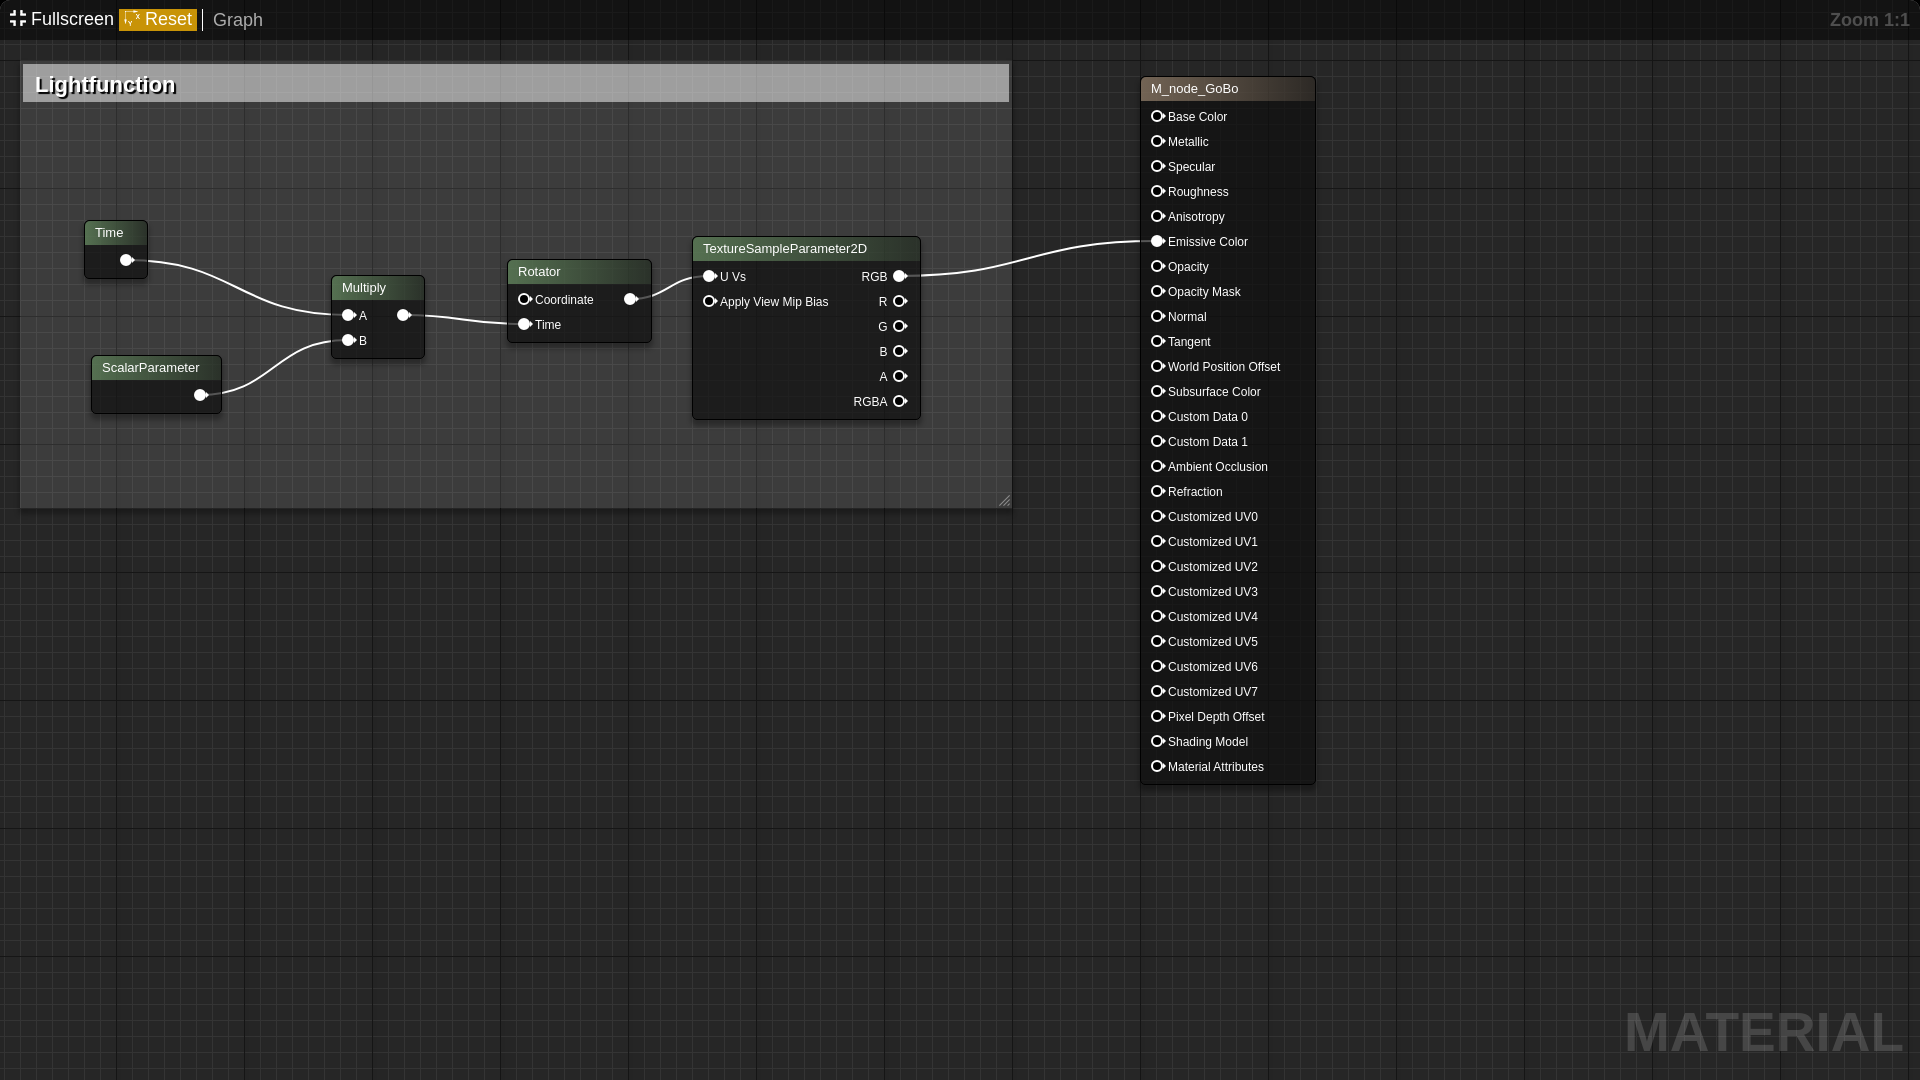 Fullscreen Reset Graph Zoom 1:1
Lightfunction
Time
ScalarParameter
Multiply
A
B
Rotator
Coordinate
Time
TextureSampleParameter2D
U Vs RGB
Apply View Mip Bias R
G
B
A
RGBA
M_node_GoBo
Base Color
Metallic
Specular
Roughness
Anisotropy
Emissive Color
Opacity
Opacity Mask
Normal
Tangent
World Position Offset
Subsurface Color
Custom Data 0
Custom Data 1
Ambient Occlusion
Refraction
Customized UV0
Customized UV1
Customized UV2
Customized UV3
Customized UV4
Customized UV5
Customized UV6
Customized UV7
Pixel Depth Offset
Shading Model
Material Attributes
MATERIAL